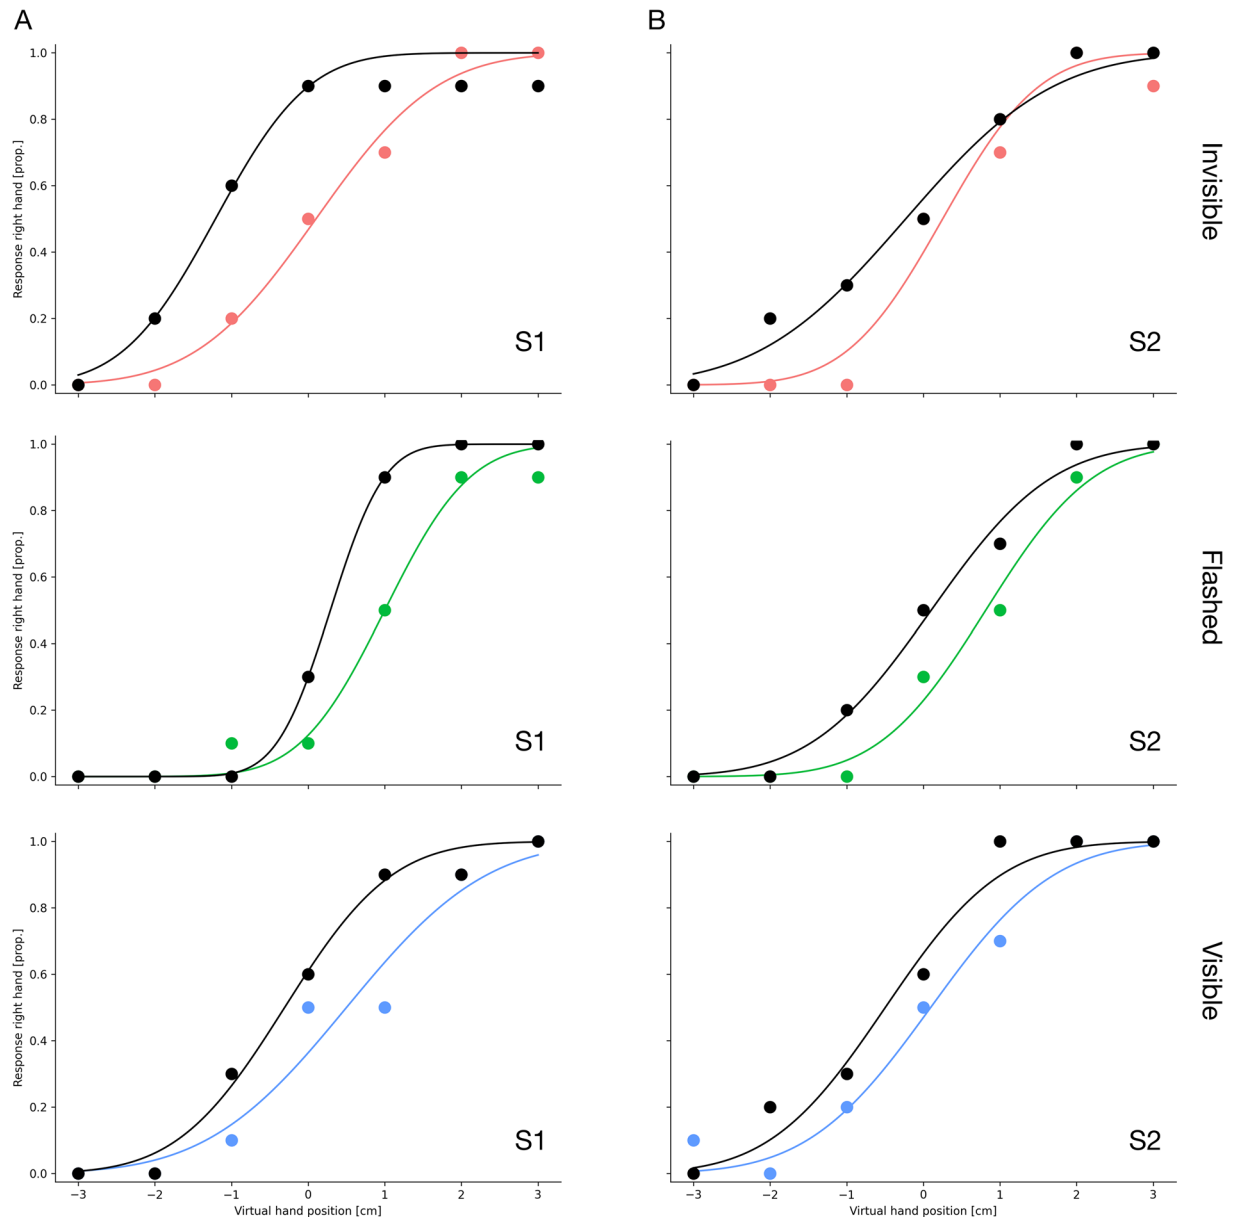 A
B
1.0
0.8
0.6
0.4
0.2
0.0
Response right hand [prop.]
S1
S2
Invisible
1.0
0.8
0.6
0.4
0.2
0.0
Response right hand [prop.]
S1
S2
Flashed
1.0
0.8
0.6
0.4
0.2
0.0
Response right hand [prop.]
S1
S2
Visible
−3 −2 −1 0 1 2 3
Virtual hand position [cm]
−3 −2 −1 0 1 2 3
Virtual hand position [cm]